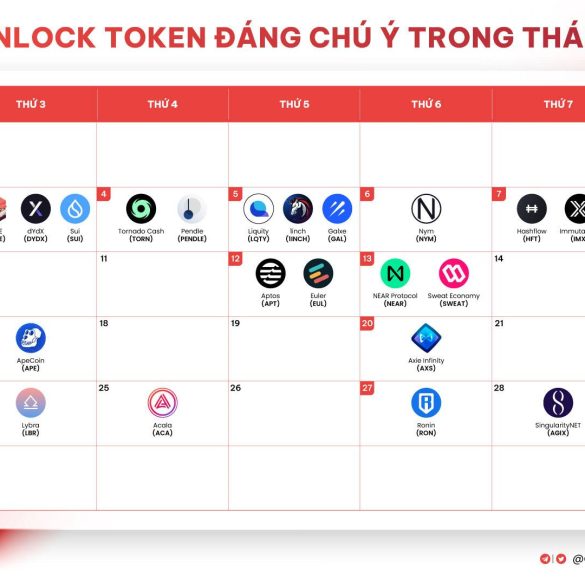 NLOCK TOKEN ĐÁNG CHÚ Ý TRONG THÁ
THỨ 3 THỨ 4 THỨ 5 THỨ 6 THỨ 7
4 5 6 7
dYdX Sui Tornado Cash Pendle Liquity 1inch Galxe Nym Hashflow Immuta
(DYDX) (SUI) (TORN) (PENDLE) (LQTY) (1INCH) (GAL) (NYM) (HFT) (IMX
11 12 13 14
Aptos Euler NEAR Protocol Sweat Economy
(APT) (EUL) (NEAR) (SWEAT)
18 19 20 21
ApeCoin Axie Infinity
(APE) (AXS)
25 26 27 28
Lybra Acala Ronin SingularityNET
(LBR) (ACA) (RON) (AGIX)